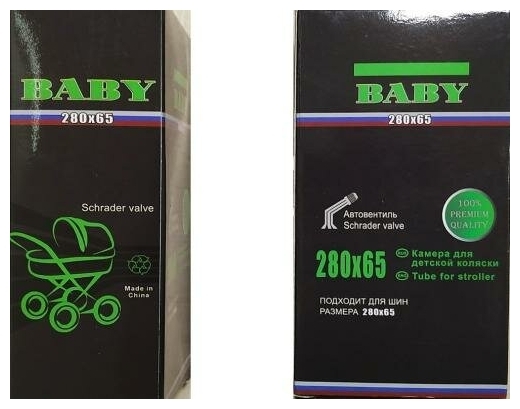 BABY
280x65
Schrader valve
Made in
China
BABY
280x65
Автовентиль
Schrader valve
100%
PREMIUM
QUALITY
280x65
Камера для
детской коляски
Tube for stroller
ПОДХОДИТ ДЛЯ ШИН
РАЗМЕРА 280x65